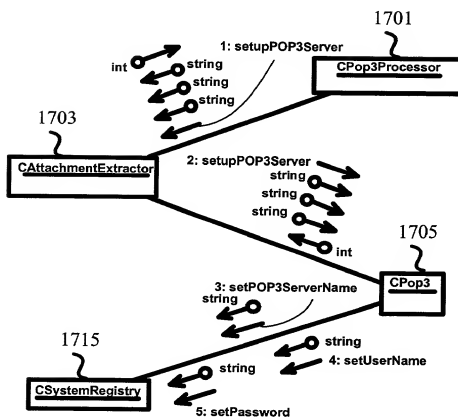 1701
1: setupPOP3Server
CPop3Processor
int
string
string
string
1703
CAttachmentExtractor
2: setupPOP3Server
string
string
string
int
1705
CPop3
3: setPOP3ServerName
string
1715
string
4: setUserName
string
CSystemRegistry
5: setPassword